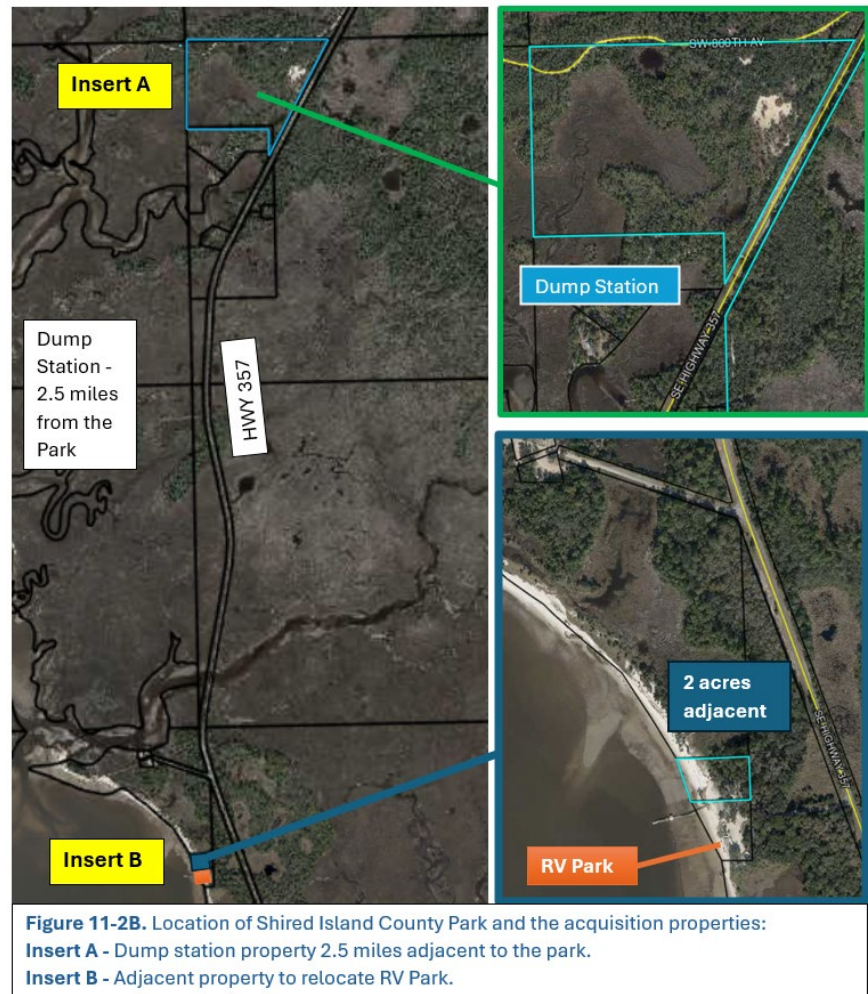 Insert A
Dump
Station -
2.5 miles
from the
Park
HWY 357
Insert B
SW-800TH AV
Dump Station
SE HIGHWAY 357
2 acres
adjacent
SE HIGHWAY 357
RV Park
Figure 11-2B. Location of Shired Island County Park and the acquisition properties:
Insert A - Dump station property 2.5 miles adjacent to the park.
Insert B - Adjacent property to relocate RV Park.